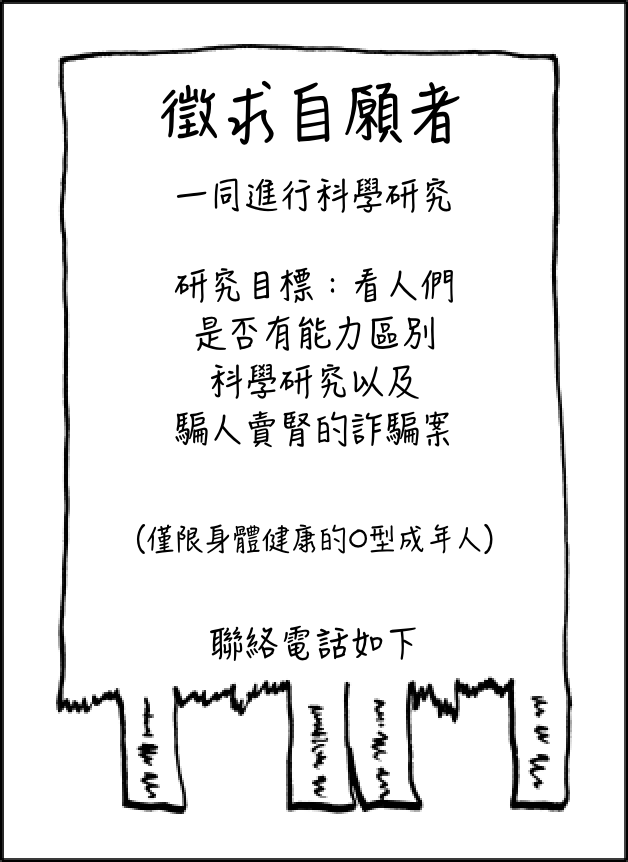 徵求自願者
一同進行科學研究
研究目標：看人們
是否有能力區別
科學研究以及
騙人賣腎的詐騙案
(僅限身體健康的O型成年人)
聯絡電話如下